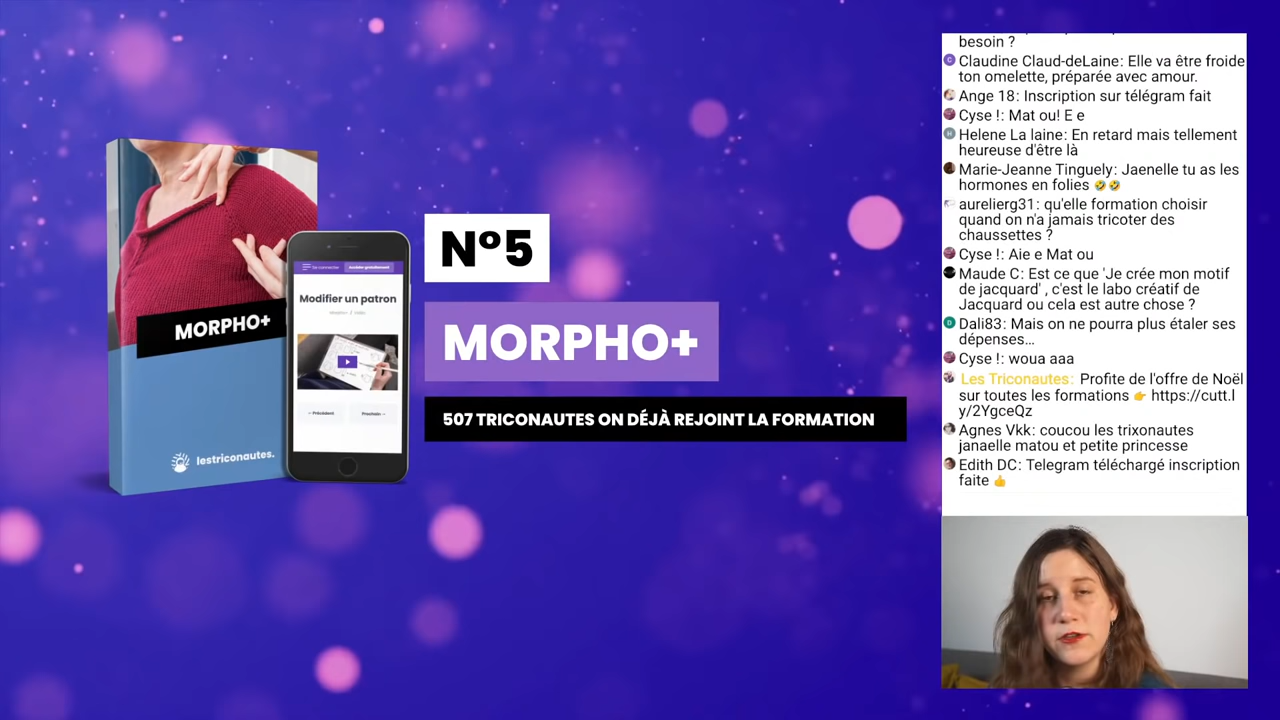 MORPHO+
lestriconautes.
Se connecter
Accéder gratuitement
Modifier un patron
Morpho+ / Vidéo
← Précédent
Prochain →
N°5
MORPHO+
507 TRICONAUTES ON DÉJÀ REJOINT LA FORMATION
besoin ?
Claudine Claud-deLaine: Elle va être froide
ton omelette, préparée avec amour.
Ange 18: Inscription sur télégram fait
Cyse !: Mat ou! E e
Helene La laine: En retard mais tellement
heureuse d'être là
Marie-Jeanne Tinguely: Jaenelle tu as les
hormones en folies 🤣🤣
aurelierg31: qu'elle formation choisir
quand on n'a jamais tricoter des
chaussettes ?
Cyse !: Aie e Mat ou
Maude C: Est ce que 'Je crée mon motif
de jacquard' , c'est le labo créatif de
Jacquard ou cela est autre chose ?
Dali83: Mais on ne pourra plus étaler ses
dépenses…
Cyse !: woua aaa
Les Triconautes: Profite de l'offre de Noël
sur toutes les formations 👉 https://cutt.l
y/2YgceQz
Agnes Vkk: coucou les trixonautes
janaelle matou et petite princesse
Edith DC: Telegram téléchargé inscription
faite 👍